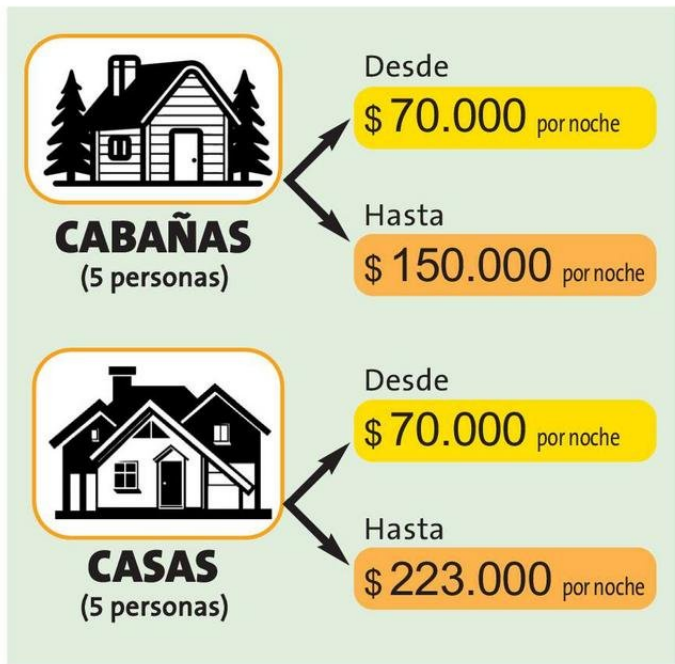 Desde
$ 70.000 por noche
Hasta
$ 150.000 por noche
CABAÑAS
(5 personas)
Desde
$ 70.000 por noche
Hasta
$ 223.000 por noche
CASAS
(5 personas)